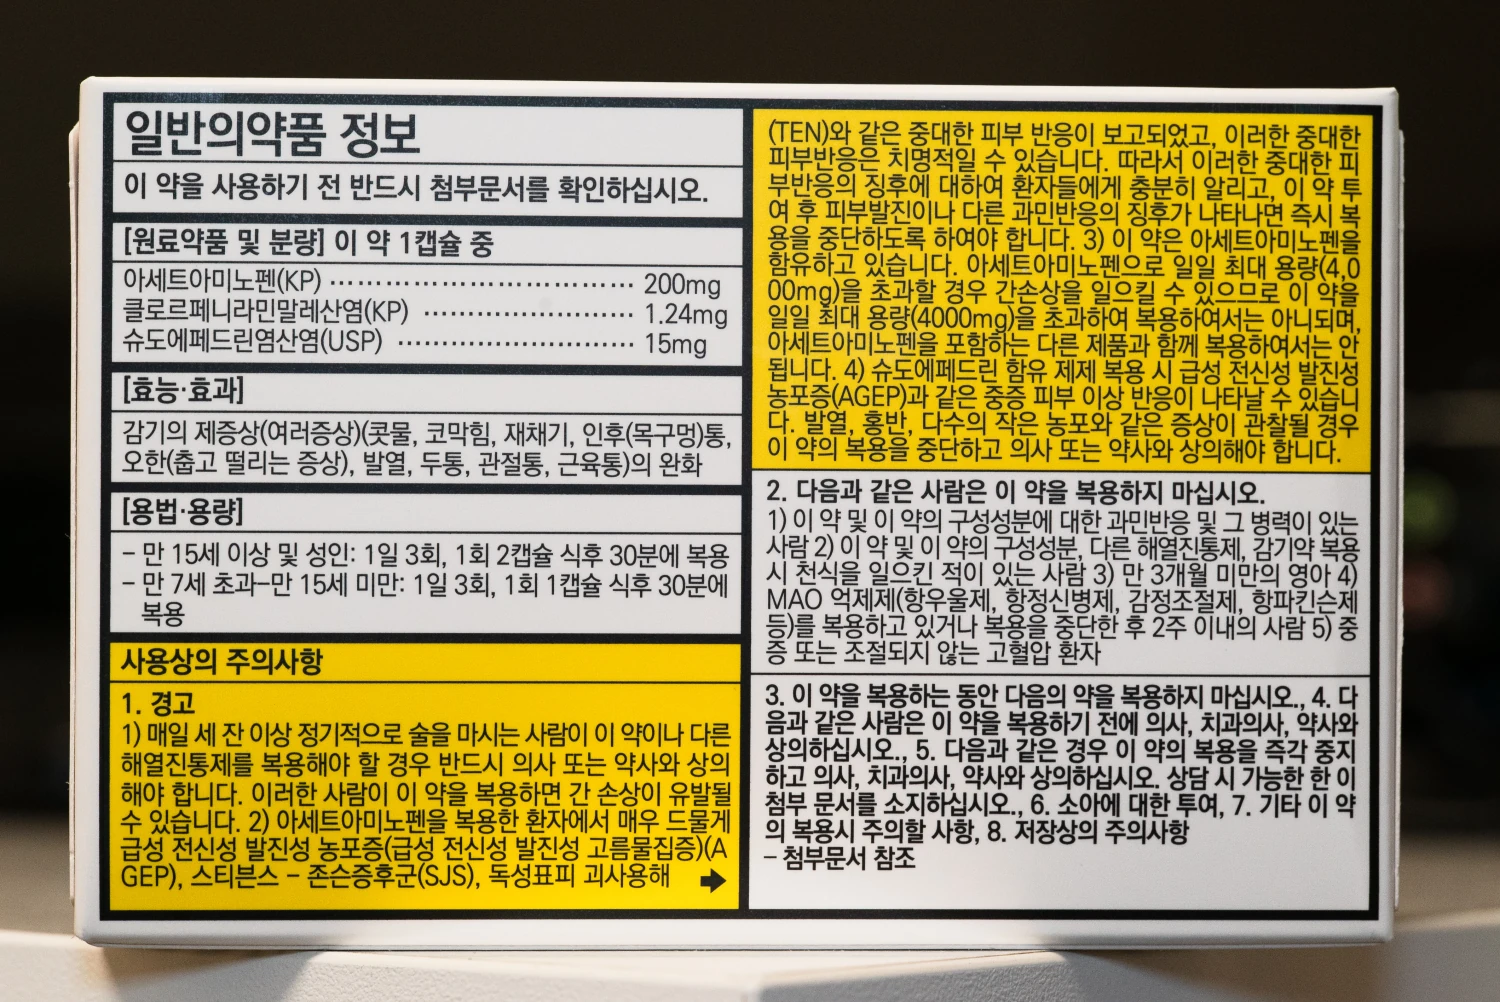 일반의약품 정보
이 약을 사용하기 전 반드시 첨부문서를 확인하십시오.
[원료약품 및 분량] 이 약 1캡슐 중
아세트아미노펜(KP) ·································· 200mg
클로르페니라민말레산염(KP) ························ 1.24mg
슈도에페드린염산염(USP) ··························· 15mg
[효능·효과]
감기의 제증상(여러증상)(콧물, 코막힘, 재채기, 인후(목구멍)통,
오한(춥고 떨리는 증상), 발열, 두통, 관절통, 근육통)의 완화
[용법·용량]
– 만 15세 이상 및 성인: 1일 3회, 1회 2캡슐 식후 30분에 복용
– 만 7세 초과–만 15세 미만: 1일 3회, 1회 1캡슐 식후 30분에
복용
사용상의 주의사항
1. 경고
1) 매일 세 잔 이상 정기적으로 술을 마시는 사람이 이 약이나 다른
해열진통제를 복용해야 할 경우 반드시 의사 또는 약사와 상의
해야 합니다. 이러한 사람이 이 약을 복용하면 간 손상이 유발될
수 있습니다. 2) 아세트아미노펜을 복용한 환자에서 매우 드물게
급성 전신성 발진성 농포증(급성 전신성 발진성 고름물집증)(A
GEP), 스티븐스 – 존슨증후군(SJS), 독성표피 괴사용해
(TEN)와 같은 중대한 피부 반응이 보고되었고, 이러한 중대한
피부반응은 치명적일 수 있습니다. 따라서 이러한 중대한 피
부반응의 징후에 대하여 환자들에게 충분히 알리고, 이 약 투
여 후 피부발진이나 다른 과민반응의 징후가 나타나면 즉시 복
용을 중단하도록 하여야 합니다. 3) 이 약은 아세트아미노펜을
함유하고 있습니다. 아세트아미노펜으로 일일 최대 용량(4,0
00mg)을 초과할 경우 간손상을 일으킬 수 있으므로 이 약을
일일 최대 용량(4000mg)을 초과하여 복용하여서는 아니되며,
아세트아미노펜을 포함하는 다른 제품과 함께 복용하여서는 안
됩니다. 4) 슈도에페드린 함유 제제 복용 시 급성 전신성 발진성
농포증(AGEP)과 같은 중증 피부 이상 반응이 나타날 수 있습니
다. 발열, 홍반, 다수의 작은 농포와 같은 증상이 관찰될 경우
이 약의 복용을 중단하고 의사 또는 약사와 상의해야 합니다.
2. 다음과 같은 사람은 이 약을 복용하지 마십시오.
1) 이 약 및 이 약의 구성성분에 대한 과민반응 및 그 병력이 있는
사람 2) 이 약 및 이 약의 구성성분, 다른 해열진통제, 감기약 복용
시 천식을 일으킨 적이 있는 사람 3) 만 3개월 미만의 영아 4)
MAO 억제제(항우울제, 항정신병제, 감정조절제, 항파킨슨제
등)를 복용하고 있거나 복용을 중단한 후 2주 이내의 사람 5) 중
증 또는 조절되지 않는 고혈압 환자
3. 이 약을 복용하는 동안 다음의 약을 복용하지 마십시오., 4. 다
음과 같은 사람은 이 약을 복용하기 전에 의사, 치과의사, 약사와
상의하십시오., 5. 다음과 같은 경우 이 약의 복용을 즉각 중지
하고 의사, 치과의사, 약사와 상의하십시오. 상담 시 가능한 한 이
첨부 문서를 소지하십시오., 6. 소아에 대한 투여, 7. 기타 이 약
의 복용시 주의할 사항, 8. 저장상의 주의사항
– 첨부문서 참조